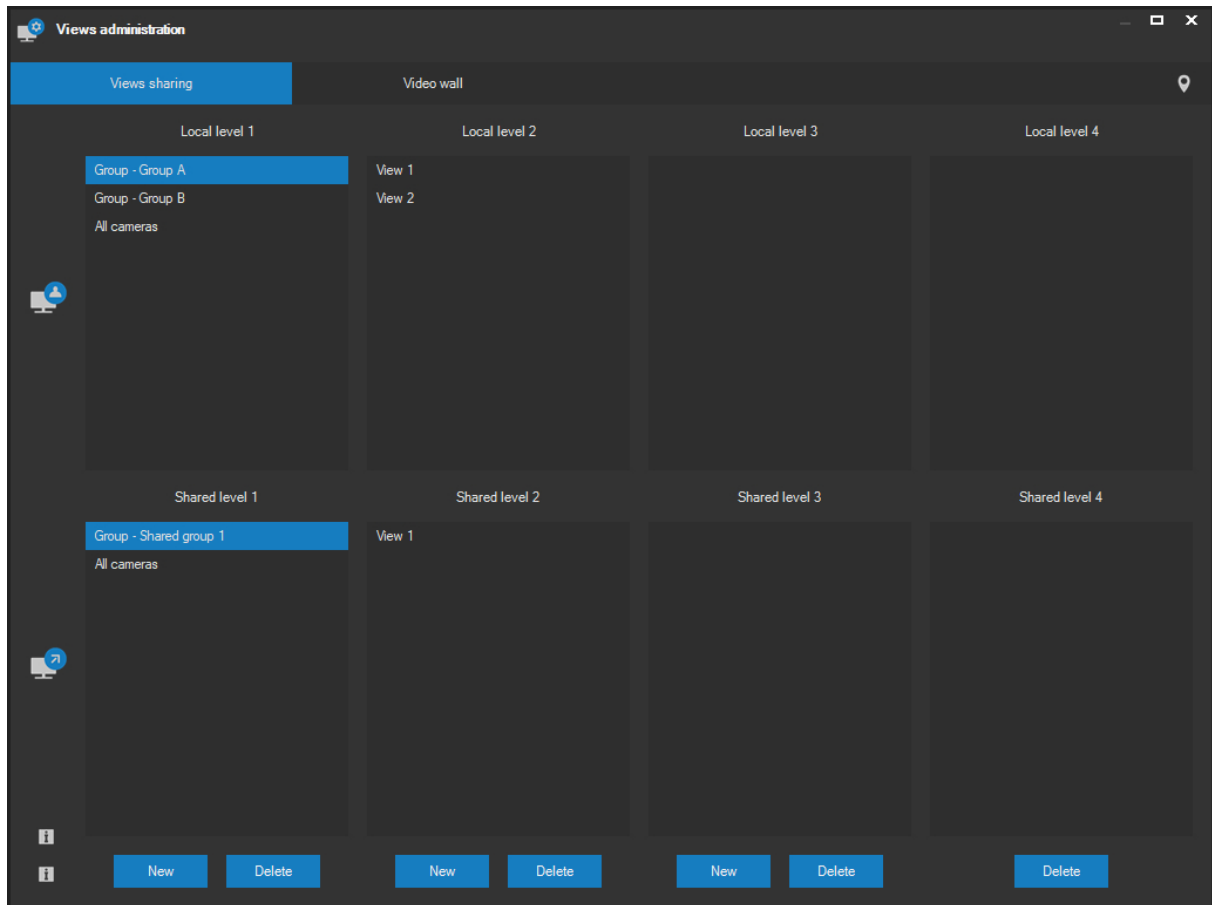 Views administration
Views sharing
Video wall
Local level 1
Local level 2
Local level 3
Local level 4
Group - Group A
Group - Group B
All cameras
View 1
View 2
Shared level 1
Shared level 2
Shared level 3
Shared level 4
Group - Shared group 1
All cameras
View 1
New
Delete
New
Delete
New
Delete
Delete